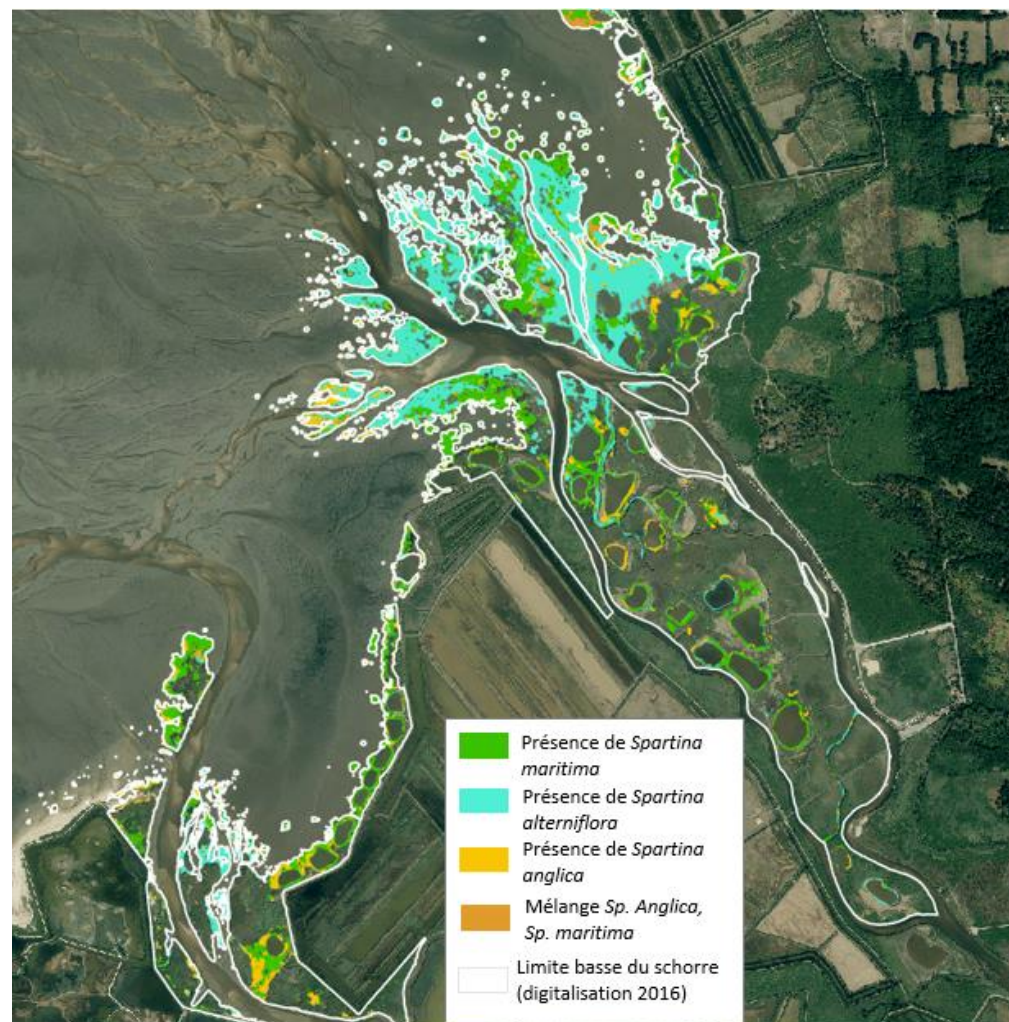 Présence de Spartina
maritima
Présence de Spartina
alterniflora
Présence de Spartina
anglica
Mélange Sp. Anglica,
Sp. maritima
Limite basse du schorre
(digitalisation 2016)